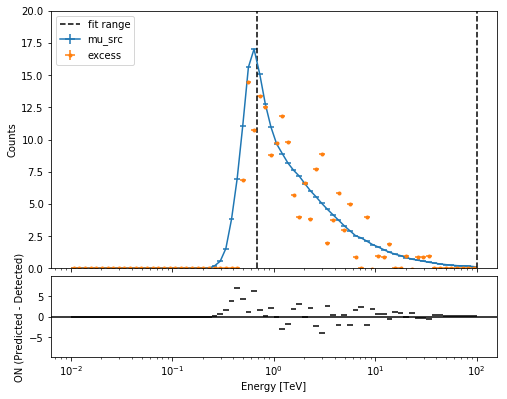 fit range
mu_src
excess
20.0
17.5
15.0
12.5
10.0
7.5
5.0
2.5
0.0
Counts
5
0
−5
ON (Predicted - Detected)
10⁻² 10⁻¹ 10⁰ 10¹ 10²
Energy [TeV]